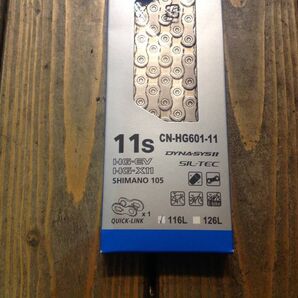 11s CN-HG601-11
HG-EV DYNA-SYS11
HG-X11 SIL-TEC
SHIMANO 105
x 1
QUICK-LINK 116L 126L